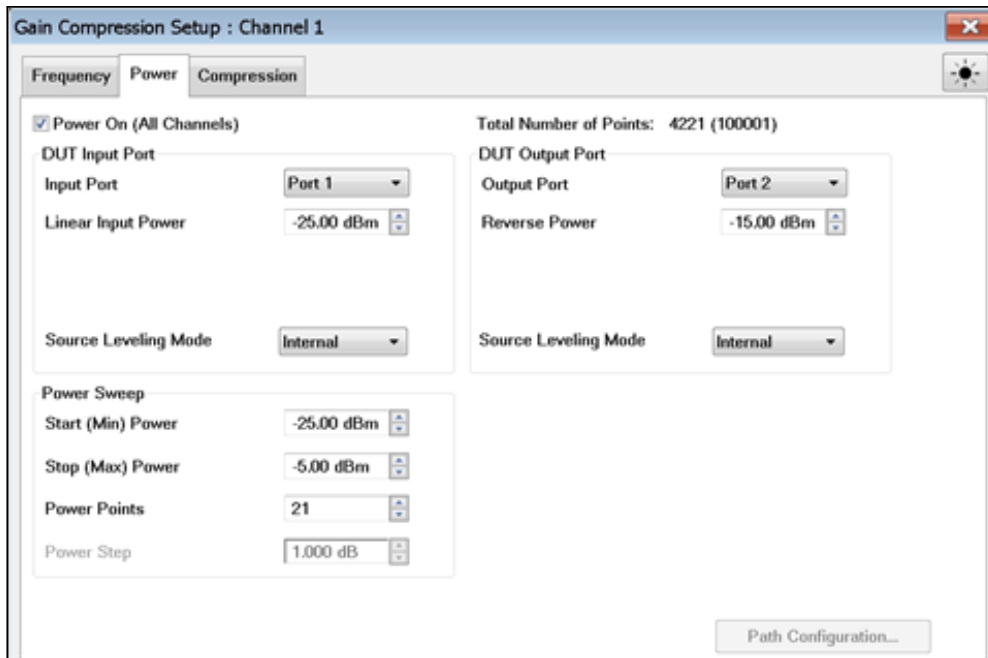 Gain Compression Setup : Channel 1
Frequency Power Compression
Power On (All Channels) Total Number of Points: 4221 (100001)
DUT Input Port DUT Output Port
Input Port Port 1 Output Port Port 2
Linear Input Power -25.00 dBm Reverse Power -15.00 dBm
Source Leveling Mode Internal Source Leveling Mode Internal
Power Sweep
Start (Min) Power -25.00 dBm
Stop (Max) Power -5.00 dBm
Power Points 21
Power Step 1.000 dB
Path Configuration...